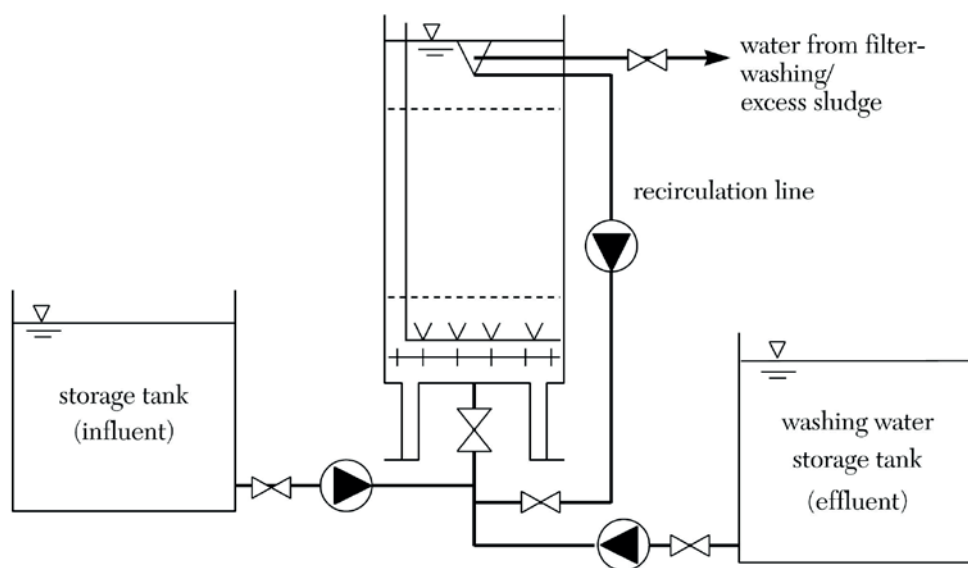 water from filter-
washing/
excess sludge
recirculation line
storage tank
(influent)
washing water
storage tank
(effluent)